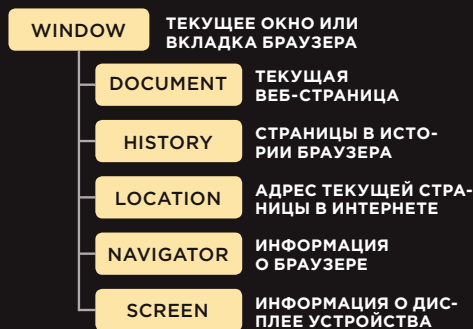 WINDOW
ТЕКУЩЕЕ ОКНО ИЛИ
ВКЛАДКА БРАУЗЕРА
DOCUMENT
ТЕКУЩАЯ
ВЕБ-СТРАНИЦА
HISTORY
СТРАНИЦЫ В ИСТО-
РИИ БРАУЗЕРА
LOCATION
АДРЕС ТЕКУЩЕЙ СТРА-
НИЦЫ В ИНТЕРНЕТЕ
NAVIGATOR
ИНФОРМАЦИЯ
О БРАУЗЕРЕ
SCREEN
ИНФОРМАЦИЯ О ДИС-
ПЛЕЕ УСТРОЙСТВА